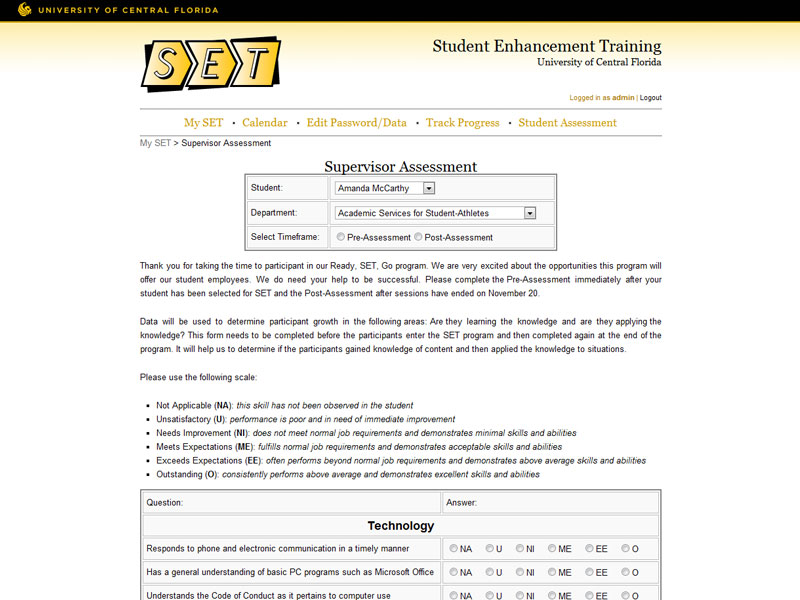 UNIVERSITY OF CENTRAL FLORIDA
SET
Student Enhancement Training
University of Central Florida
Logged in as admin | Logout
My SET • Calendar • Edit Password/Data • Track Progress • Student Assessment
My SET > Supervisor Assessment
Supervisor Assessment
Student: Amanda McCarthy
Department: Academic Services for Student-Athletes
Select Timeframe: Pre-Assessment Post-Assessment
Thank you for taking the time to participant in our Ready, SET, Go program. We are very excited about the opportunities this program will
offer our student employees. We do need your help to be successful. Please complete the Pre-Assessment immediately after your
student has been selected for SET and the Post-Assessment after sessions have ended on November 20.
Data will be used to determine participant growth in the following areas: Are they learning the knowledge and are they applying the
knowledge? This form needs to be completed before the participants enter the SET program and then completed again at the end of the
program. It will help us to determine if the participants gained knowledge of content and then applied the knowledge to situations.
Please use the following scale:
• Not Applicable (NA): this skill has not been observed in the student
• Unsatisfactory (U): performance is poor and in need of immediate improvement
• Needs Improvement (NI): does not meet normal job requirements and demonstrates minimal skills and abilities
• Meets Expectations (ME): fulfills normal job requirements and demonstrates acceptable skills and abilities
• Exceeds Expectations (EE): often performs beyond normal job requirements and demonstrates above average skills and abilities
• Outstanding (O): consistently performs above average and demonstrates excellent skills and abilities
Question: Answer:
Technology
Responds to phone and electronic communication in a timely manner NA U NI ME EE O
Has a general understanding of basic PC programs such as Microsoft Office NA U NI ME EE O
Understands the Code of Conduct as it pertains to computer use NA U NI ME EE O